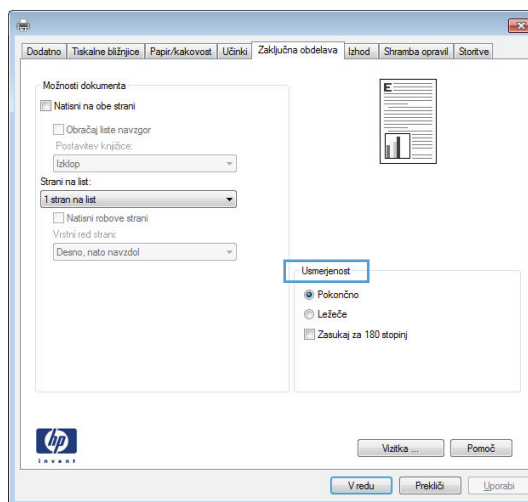 Dodatno Tiskalne bližnjice Papir/kakovost Učinki Zaključna obdelava Izhod Shramba opravil Storitve
Možnosti dokumenta
Natisni na obe strani
Obračaj liste navzgor
Postavitev knjižice:
Izklop
Strani na list:
1 stran na list
Natisni robove strani
Vrstni red strani:
Desno, nato navzdol
E
Usmerjenost
Pokončno
Ležeče
Zasukaj za 180 stopinj
hp
invent
Vizitka ... Pomoč
V redu Prekliči Uporabi